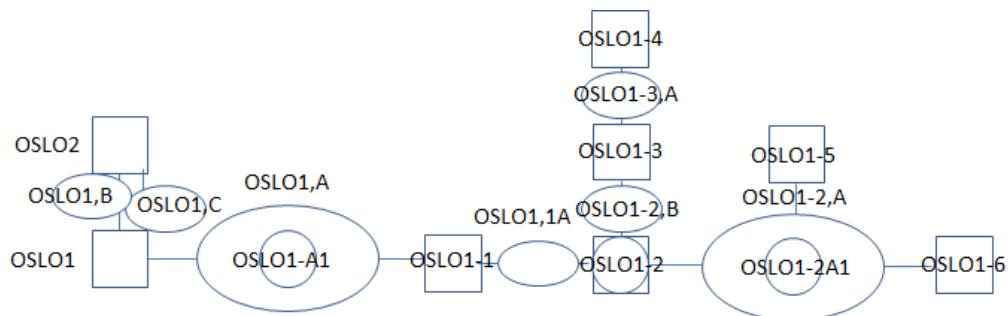 OSLO1-4
OSLO1-3,A
OSLO2
OSLO1-3
OSLO1-5
OSLO1,B
OSLO1,C
OSLO1,A
OSLO1-2,A
OSLO1,1A
OSLO1-2,B
OSLO1
OSLO1-A1
OSLO1-1
OSLO1-2
OSLO1-2A1
OSLO1-6